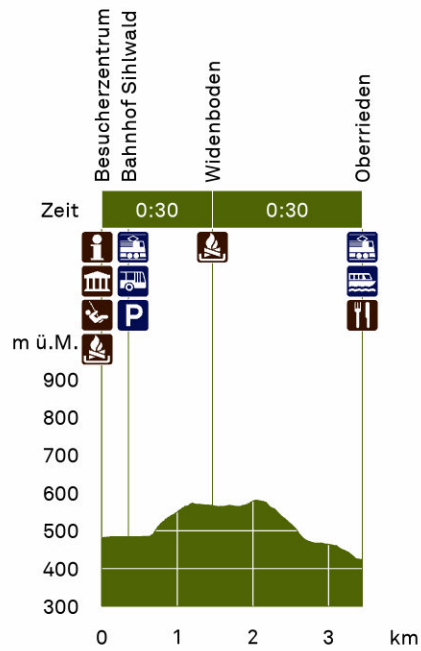 Besucherzentrum
Bahnhof Sihlwald
Widenboden
Oberrieden
Zeit 0:30 0:30
P
m ü.M.
900
800
700
600
500
400
300
0 1 2 3 km